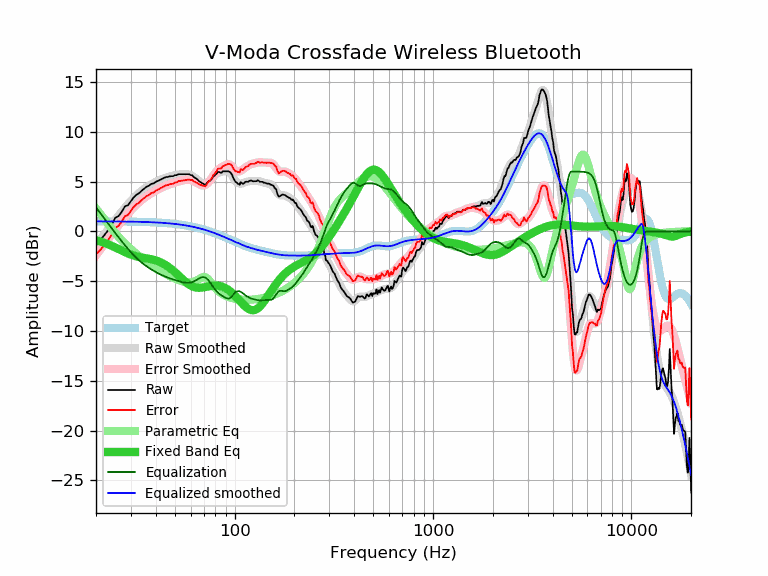 V-Moda Crossfade Wireless Bluetooth
15
10
5
0
−5
−10
−15
−20
−25
Amplitude (dBr)
Target
Raw Smoothed
Error Smoothed
Raw
Error
Parametric Eq
Fixed Band Eq
Equalization
Equalized smoothed
100
1000
10000
Frequency (Hz)